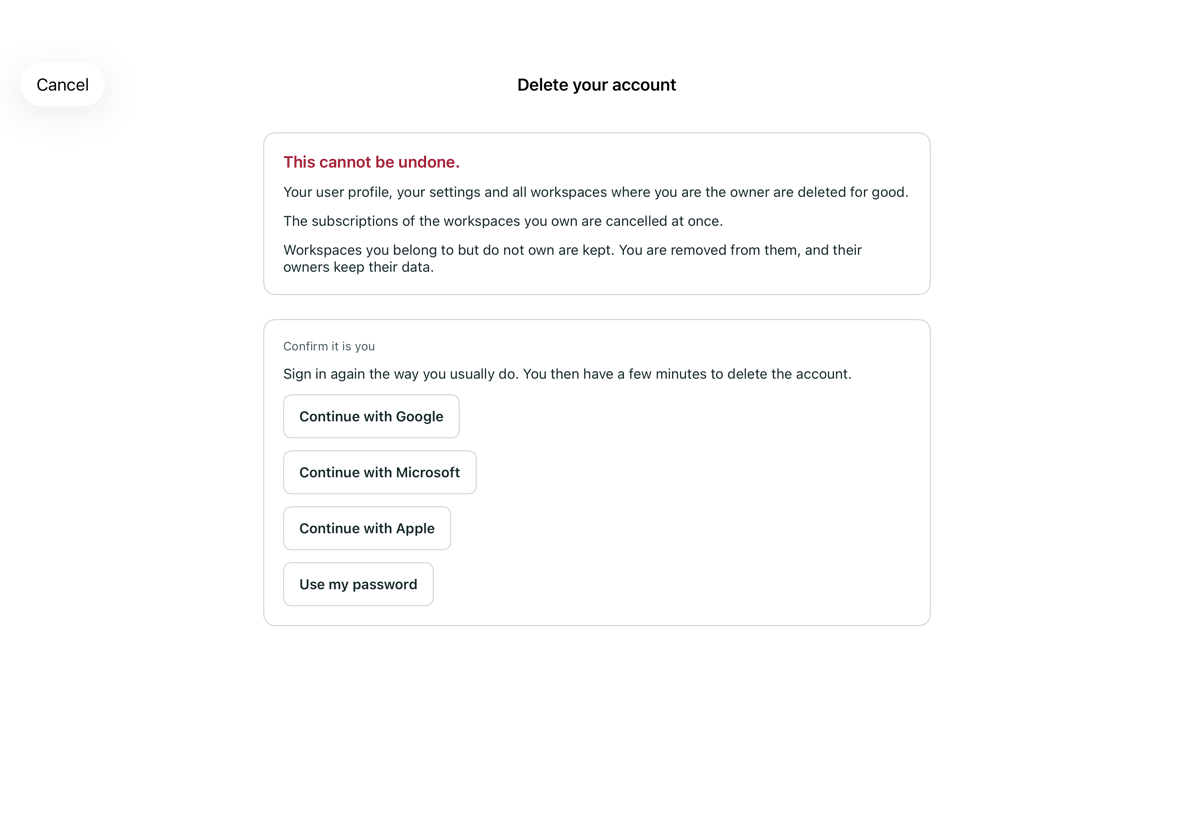 Cancel
Delete your account
This cannot be undone.
Your user profile, your settings and all workspaces where you are the owner are deleted for good.
The subscriptions of the workspaces you own are cancelled at once.
Workspaces you belong to but do not own are kept. You are removed from them, and their
owners keep their data.
Confirm it is you
Sign in again the way you usually do. You then have a few minutes to delete the account.
Continue with Google
Continue with Microsoft
Continue with Apple
Use my password